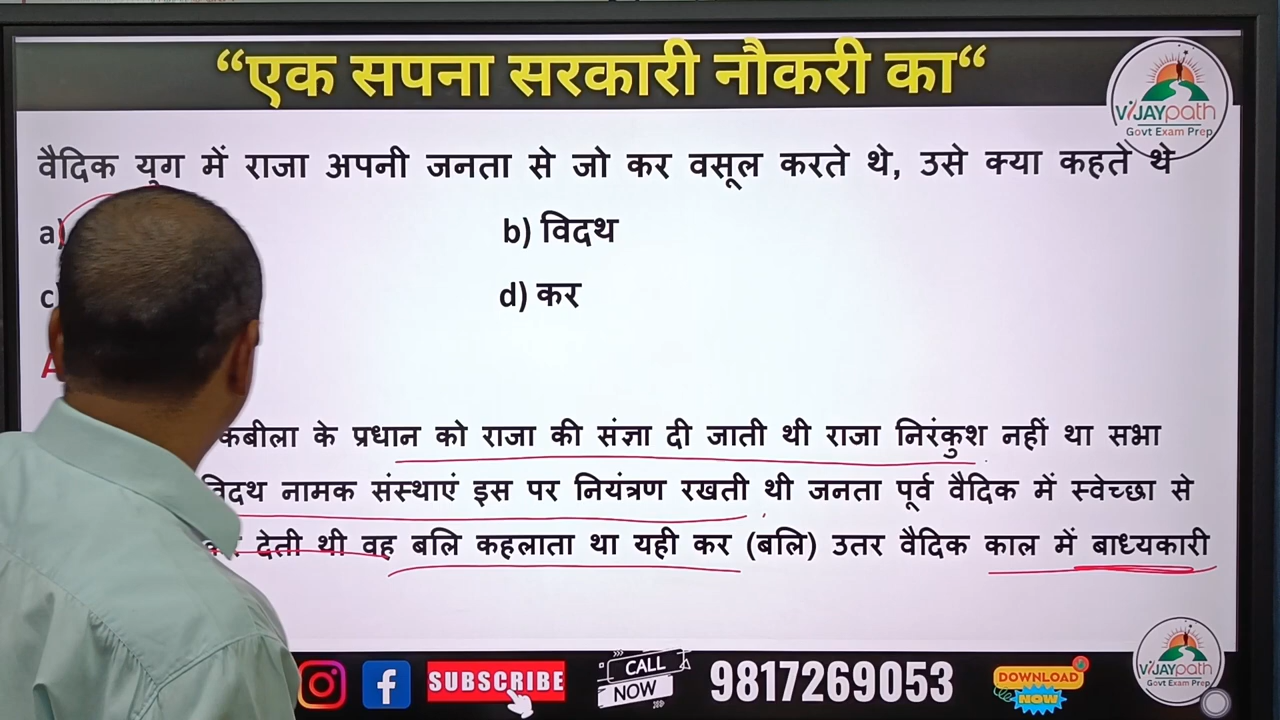 “एक सपना सरकारी नौकरी का“
VIJAYpath
Govt Exam Prep
वैदिक युग में राजा अपनी जनता से जो कर वसूल करते थे, उसे क्या कहते थे
a) b) विदथ
c) d) कर
A
कबीला के प्रधान को राजा की संज्ञा दी जाती थी राजा निरंकुश नहीं था सभा
विदथ नामक संस्थाएं इस पर नियंत्रण रखती थी जनता पूर्व वैदिक में स्वेच्छा से
देती थी वह बलि कहलाता था यही कर (बलि) उतर वैदिक काल में बाध्यकारी
SUBSCRIBE
CALL
NOW
9817269053
DOWNLOAD
NOW
VIJAYpath
Govt Exam Prep